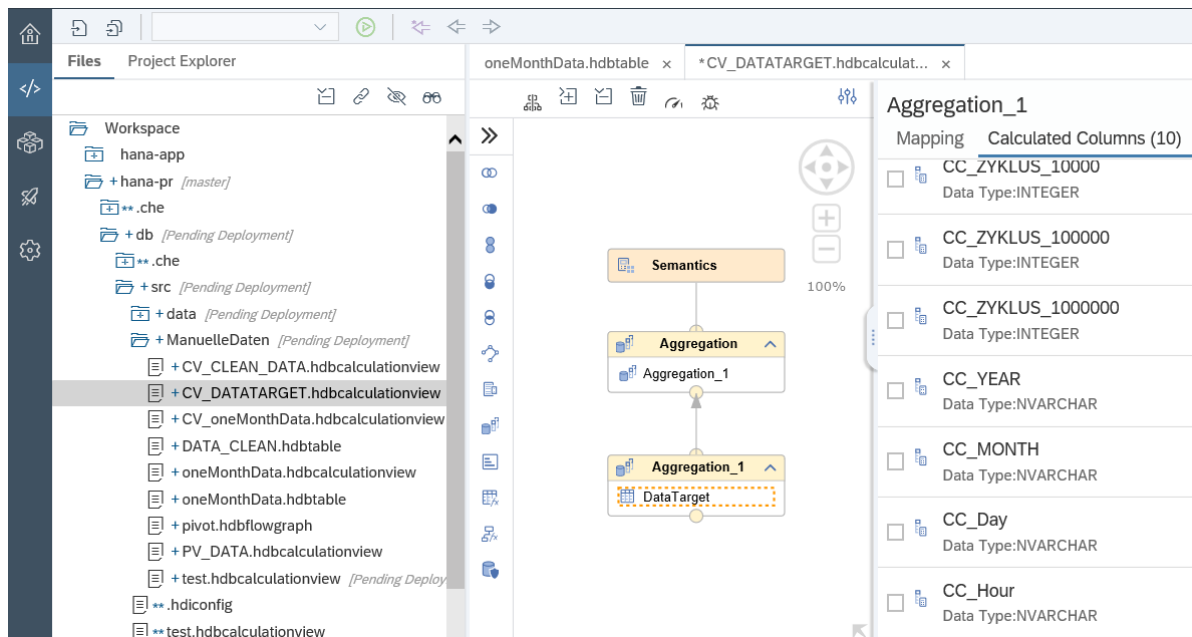 Files
Project Explorer
Workspace
hana-app
+ hana-pr [master]
** .che
+ db [Pending Deployment]
** .che
+ src [Pending Deployment]
+ data [Pending Deployment]
+ ManuelleDaten [Pending Deployment]
+ CV_CLEAN_DATA.hdbcalculationview
+ CV_DATATARGET.hdbcalculationview
+ CV_oneMonthData.hdbcalculationview
+ DATA_CLEAN.hdbtable
+ oneMonthData.hdbcalculationview
+ oneMonthData.hdbtable
+ pivot.hdbflowgraph
+ PV_DATA.hdbcalculationview
+ test.hdbcalculationview [Pending Deploy
** .hdiconfig
** test.hdbcalculationview
oneMonthData.hdbtable ×
*CV_DATATARGET.hdbcalculat... ×
100%
Semantics
Aggregation
Aggregation_1
Aggregation_1
DataTarget
Aggregation_1
Mapping
Calculated Columns (10)
CC_ZYKLUS_10000
Data Type:INTEGER
CC_ZYKLUS_100000
Data Type:INTEGER
CC_ZYKLUS_1000000
Data Type:INTEGER
CC_YEAR
Data Type:NVARCHAR
CC_MONTH
Data Type:NVARCHAR
CC_Day
Data Type:NVARCHAR
CC_Hour
Data Type:NVARCHAR